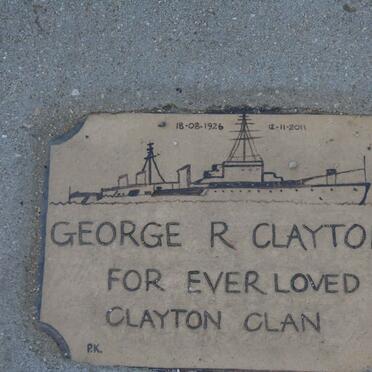 18-08-1926 12-11-2011
GEORGE R CLAYTO
FOR EVER LOVED
CLAYTON CLAN
P.K.